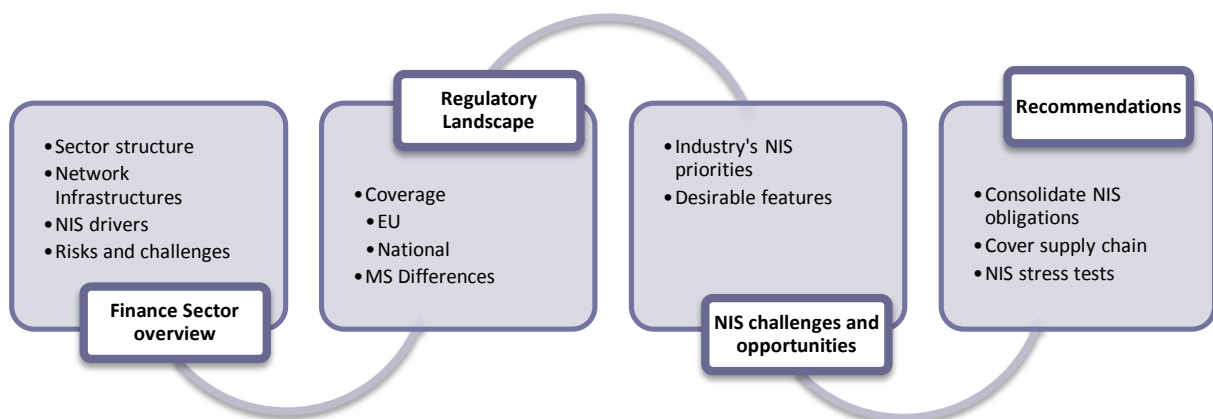 •Sector structure
•Network
Infrastructures
•NIS drivers
•Risks and challenges
Finance Sector
overview
Regulatory
Landscape
•Coverage
•EU
•National
•MS Differences
•Industry's NIS
priorities
•Desirable features
NIS challenges and
opportunities
Recommendations
•Consolidate NIS
obligations
•Cover supply chain
•NIS stress tests